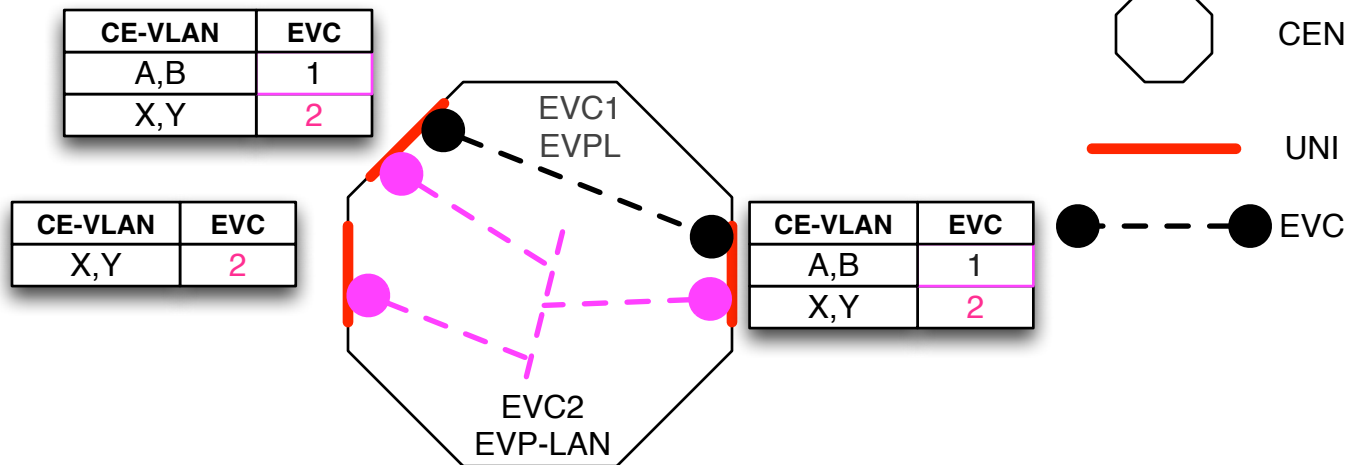 CE-VLAN EVC
A,B 1
X,Y 2
CEN
EVC1
EVPL
UNI
CE-VLAN EVC
X,Y 2
CE-VLAN EVC
A,B 1
X,Y 2
EVC
EVC2
EVP-LAN